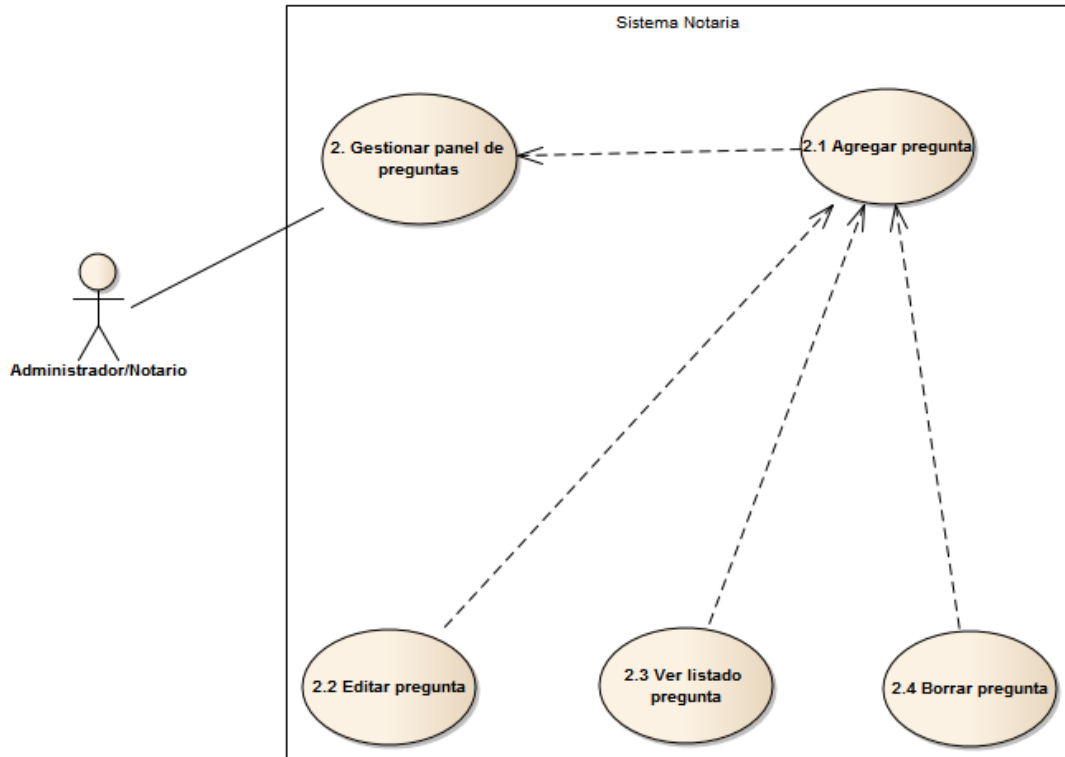 Sistema Notaria
2. Gestionar panel de
preguntas
2.1 Agregar pregunta
Administrador/Notario
2.2 Editar pregunta
2.3 Ver listado
pregunta
2.4 Borrar pregunta